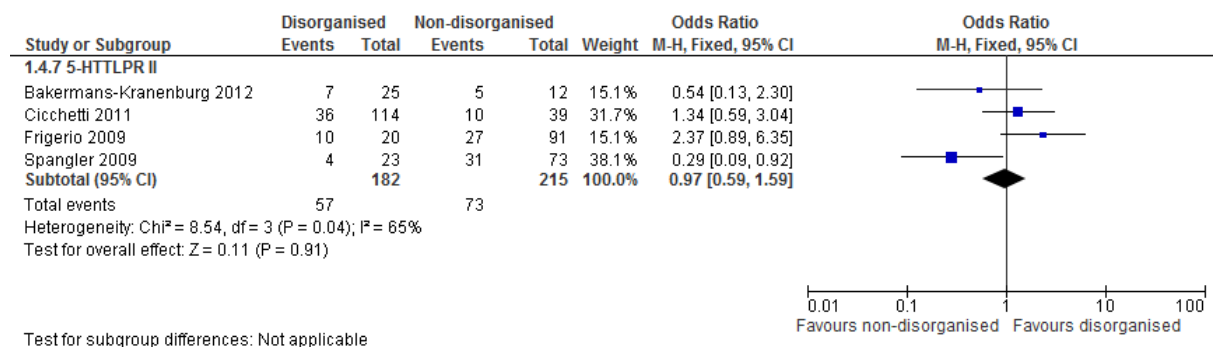 Disorganised Non-disorganised Odds Ratio Odds Ratio
Study or Subgroup Events Total Events Total Weight M-H, Fixed, 95% CI M-H, Fixed, 95% CI
1.4.7 5-HTTLPR II
Bakermans-Kranenburg 2012 7 25 5 12 15.1% 0.54 [0.13, 2.30]
Cicchetti 2011 36 114 10 39 31.7% 1.34 [0.59, 3.04]
Frigerio 2009 10 20 27 91 15.1% 2.37 [0.89, 6.35]
Spangler 2009 4 23 31 73 38.1% 0.29 [0.09, 0.92]
Subtotal (95% CI) 182 215 100.0% 0.97 [0.59, 1.59]
Total events 57 73
Heterogeneity: Chi² = 8.54, df = 3 (P = 0.04); I² = 65%
Test for overall effect: Z = 0.11 (P = 0.91)
0.01 0.1 1 10 100
Favours non-disorganised Favours disorganised
Test for subgroup differences: Not applicable